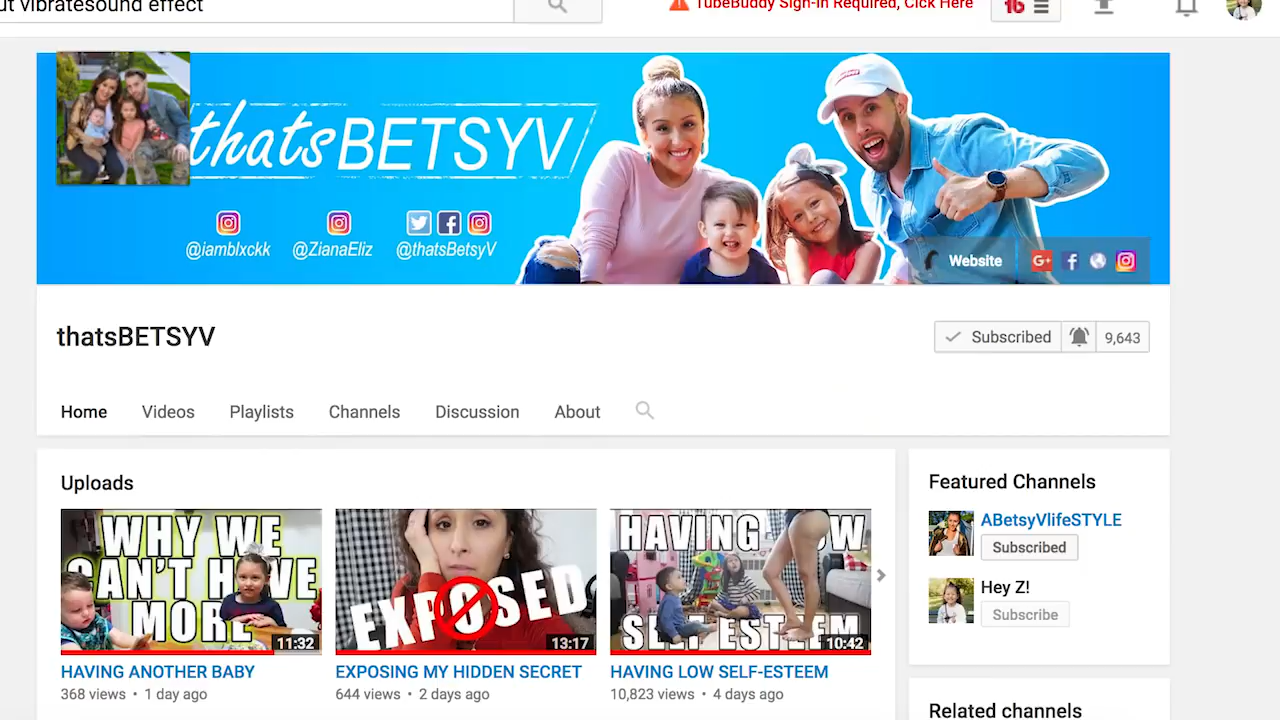 ut vibratesound effect
TubeBuddy Sign-in Required, Click Here
16
thatsBETSYV
@iamblxckk @ZianaEliz @thatsBetsyV
Website
G+
thatsBETSYV
Subscribed 9,643
Home Videos Playlists Channels Discussion About
Uploads
WHY WE
CAN'T HAVE
MORE
11:32
HAVING ANOTHER BABY
368 views • 1 day ago
EXPOSED
13:17
EXPOSING MY HIDDEN SECRET
644 views • 2 days ago
HAVING LOW
SELF-ESTEEM
10:42
HAVING LOW SELF-ESTEEM
10,823 views • 4 days ago
Featured Channels
ABetsyVlifeSTYLE
Subscribed
Hey Z!
Subscribe
Related channels